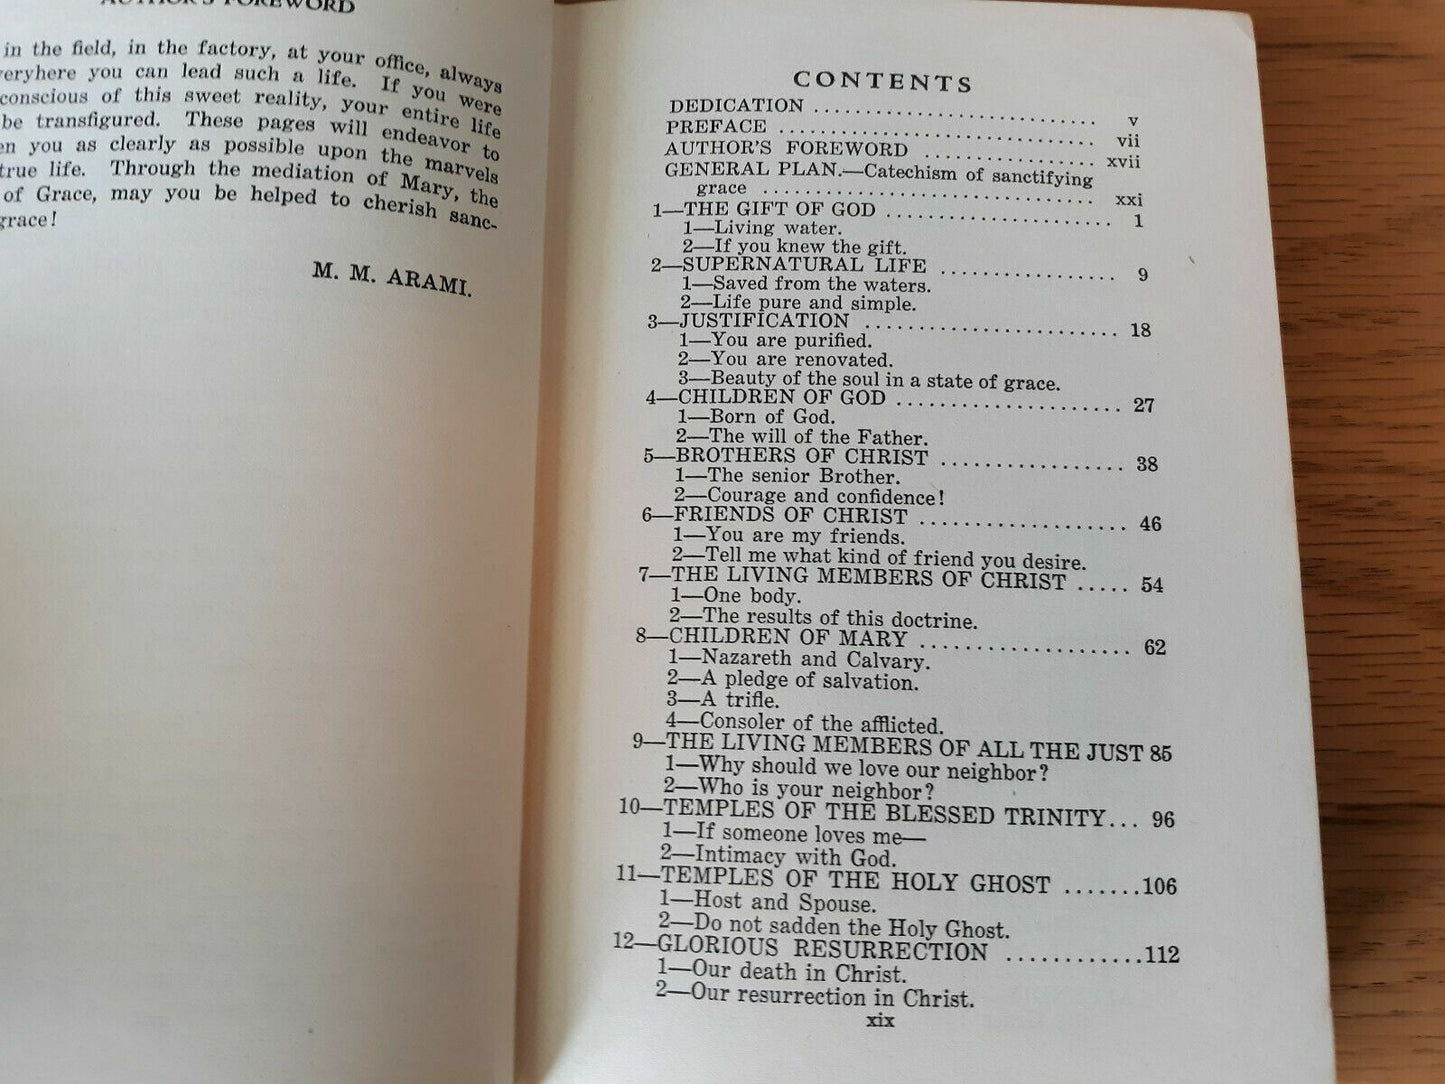 AUTHOR'S FOREWORD
in the field, in the factory, at your office, always
you can lead such a life. If you were
conscious of this sweet reality, your entire life
be transfigured. These pages will endeavor to
you as clearly as possible upon the marvels
true life. Through the mediation of Mary, the
of Grace, may you be helped to cherish sanc-
grace!
M. M. ARAMI.
CONTENTS
DEDICATION ........................... v
PREFACE .............................. vii
AUTHOR'S FOREWORD ................ xvii
GENERAL PLAN.—Catechism of sanctifying
grace ............................... xxi
1—THE GIFT OF GOD ..................... 1
1—Living water.
2—If you knew the gift.
2—SUPERNATURAL LIFE ................ 9
1—Saved from the waters.
2—Life pure and simple.
3—JUSTIFICATION ....................... 18
1—You are purified.
2—You are renovated.
3—Beauty of the soul in a state of grace.
4—CHILDREN OF GOD ..................... 27
1—Born of God.
2—The will of the Father.
5—BROTHERS OF CHRIST ................. 38
1—The senior Brother.
2—Courage and confidence!
6—FRIENDS OF CHRIST ................... 46
1—You are my friends.
2—Tell me what kind of friend you desire.
7—THE LIVING MEMBERS OF CHRIST ..... 54
1—One body.
2—The results of this doctrine.
8—CHILDREN OF MARY ................... 62
1—Nazareth and Calvary.
2—A pledge of salvation.
3—A trifle.
4—Consoler of the afflicted.
9—THE LIVING MEMBERS OF ALL THE JUST 85
1—Why should we love our neighbor?
2—Who is your neighbor?
10—TEMPLES OF THE BLESSED TRINITY... 96
1—If someone loves me—
2—Intimacy with God.
11—TEMPLES OF THE HOLY GHOST .......106
1—Host and Spouse.
2—Do not sadden the Holy Ghost.
12—GLORIOUS RESURRECTION ............112
1—Our death in Christ.
2—Our resurrection in Christ.
xix